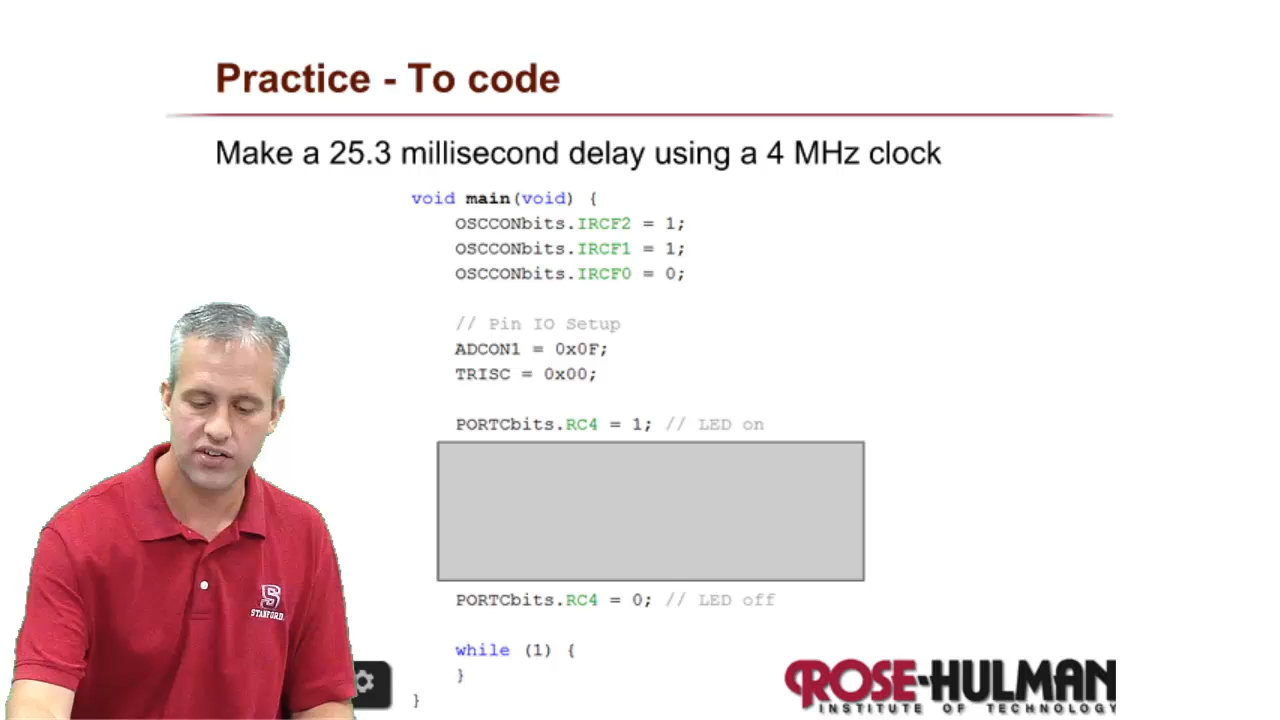 Practice - To code
Make a 25.3 millisecond delay using a 4 MHz clock
void main(void) {
OSCCONbits.IRCF2 = 1;
OSCCONbits.IRCF1 = 1;
OSCCONbits.IRCF0 = 0;
// Pin IO Setup
ADCON1 = 0x0F;
TRISC = 0x00;
PORTCbits.RC4 = 1; // LED on
PORTCbits.RC4 = 0; // LED off
while (1) {
}
}
S
STANFORD
ROSE-HULMAN
INSTITUTE OF TECHNOLOGY